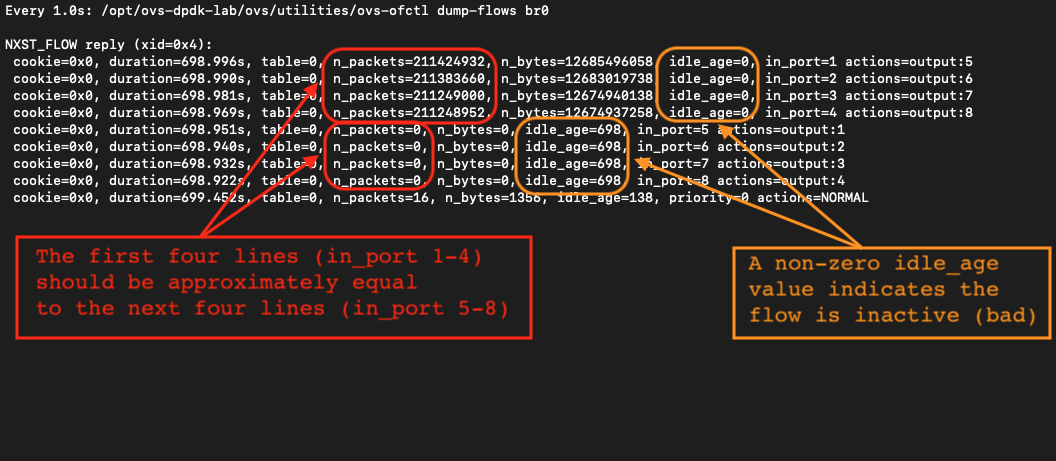 Every 1.0s: /opt/ovs-dpdk-lab/ovs/utilities/ovs-ofctl dump-flows br0
NXST_FLOW reply (xid=0x4):
cookie=0x0, duration=698.996s, table=0, n_packets=211424932, n_bytes=12685496058, idle_age=0, in_port=1 actions=output:5
cookie=0x0, duration=698.990s, table=0, n_packets=211383660, n_bytes=12683019738, idle_age=0, in_port=2 actions=output:6
cookie=0x0, duration=698.981s, table=0, n_packets=211249000, n_bytes=12674940138, idle_age=0, in_port=3 actions=output:7
cookie=0x0, duration=698.969s, table=0, n_packets=211248952, n_bytes=12674937258, idle_age=0, in_port=4 actions=output:8
cookie=0x0, duration=698.951s, table=0, n_packets=0, n_bytes=0, idle_age=698, in_port=5 actions=output:1
cookie=0x0, duration=698.940s, table=0, n_packets=0, n_bytes=0, idle_age=698, in_port=6 actions=output:2
cookie=0x0, duration=698.932s, table=0, n_packets=0, n_bytes=0, idle_age=698, in_port=7 actions=output:3
cookie=0x0, duration=698.922s, table=0, n_packets=0, n_bytes=0, idle_age=698, in_port=8 actions=output:4
cookie=0x0, duration=699.452s, table=0, n_packets=16, n_bytes=1356, idle_age=138, priority=0 actions=NORMAL
The first four lines (in_port 1-4)
should be approximately equal
to the next four lines (in_port 5-8)
A non-zero idle_age
value indicates the
flow is inactive (bad)